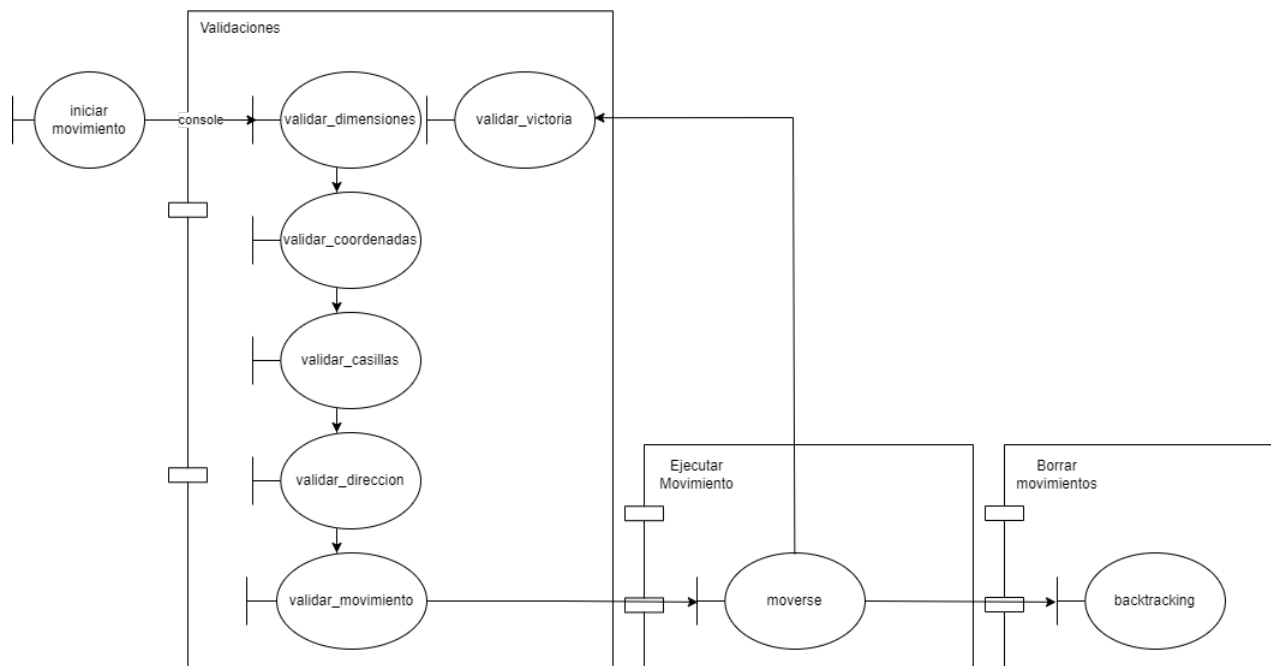 Validaciones
iniciar
movimiento
console
validar_dimensiones
validar_victoria
validar_coordenadas
validar_casillas
validar_direccion
validar_movimiento
Ejecutar
Movimiento
moverse
Borrar
movimientos
backtracking